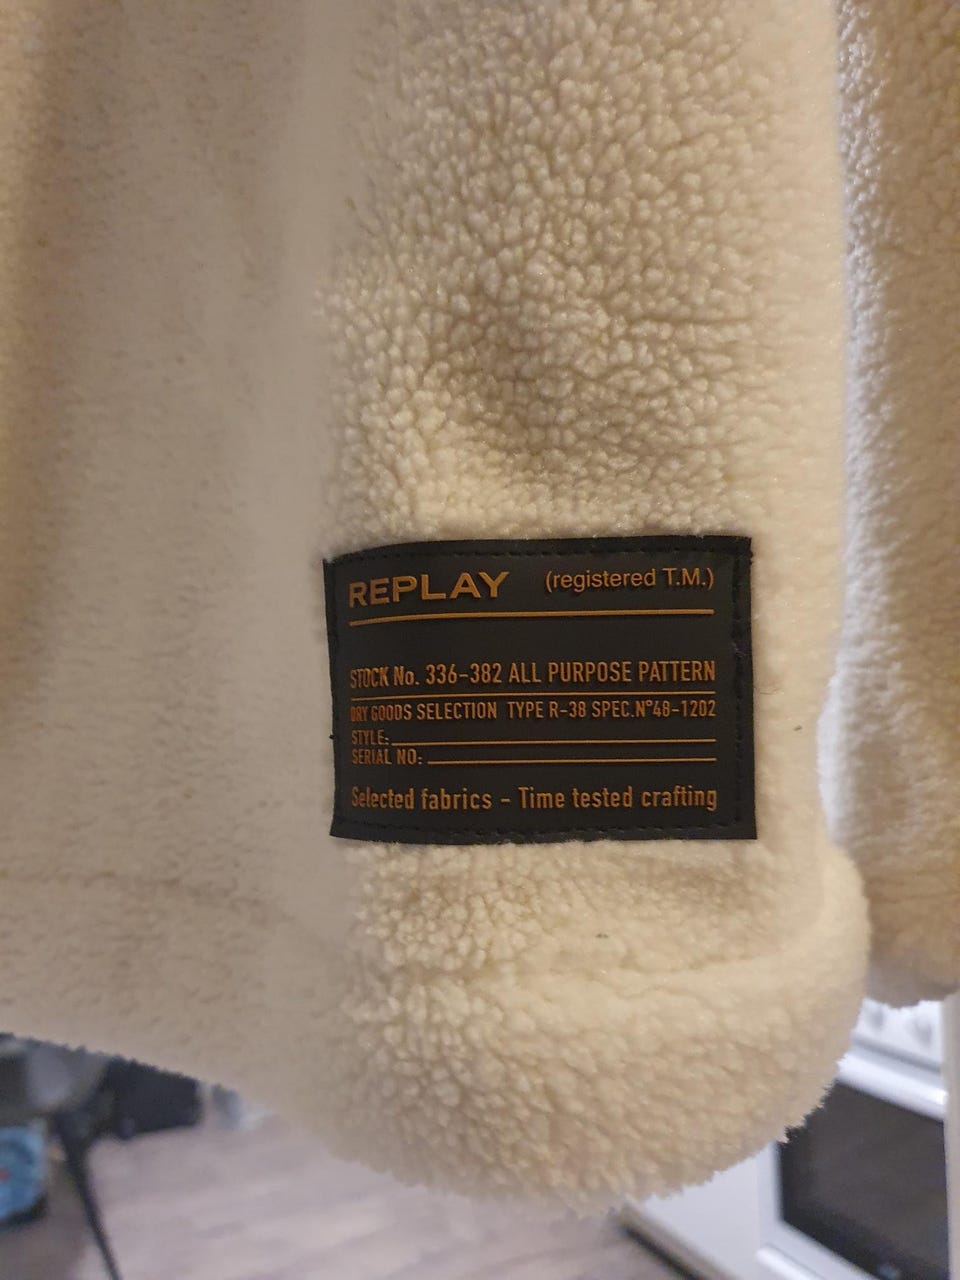 REPLAY (registered T.M.)
STOCK No. 336-382 ALL PURPOSE PATTERN
DRY GOODS SELECTION TYPE R-38 SPEC.N°48-1202
STYLE:
SERIAL NO:
Selected fabrics - Time tested crafting